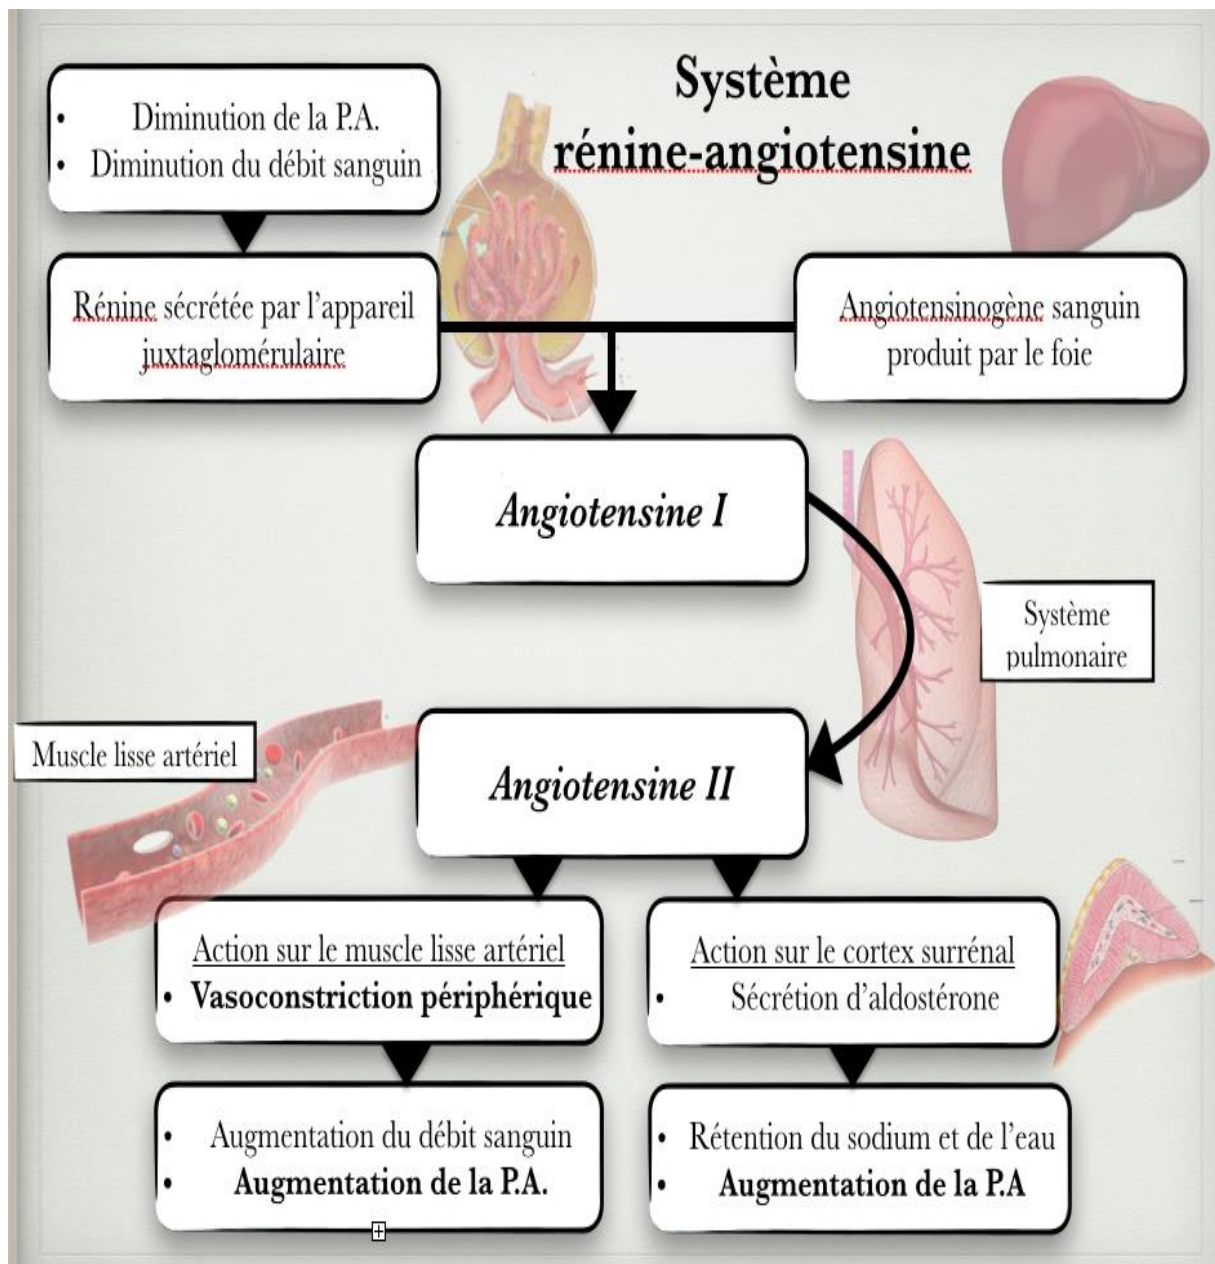 Système
rénine-angiotensine
• Diminution de la P.A.
• Diminution du débit sanguin
Rénine sécrétée par l'appareil
juxtaglomérulaire
Angiotensinogène sanguin
produit par le foie
Angiotensine I
Système
pulmonaire
Muscle lisse artériel
Angiotensine II
Action sur le muscle lisse artériel
• Vasoconstriction périphérique
Action sur le cortex surrénal
• Sécrétion d'aldostérone
• Augmentation du débit sanguin
• Augmentation de la P.A.
• Rétention du sodium et de l'eau
• Augmentation de la P.A